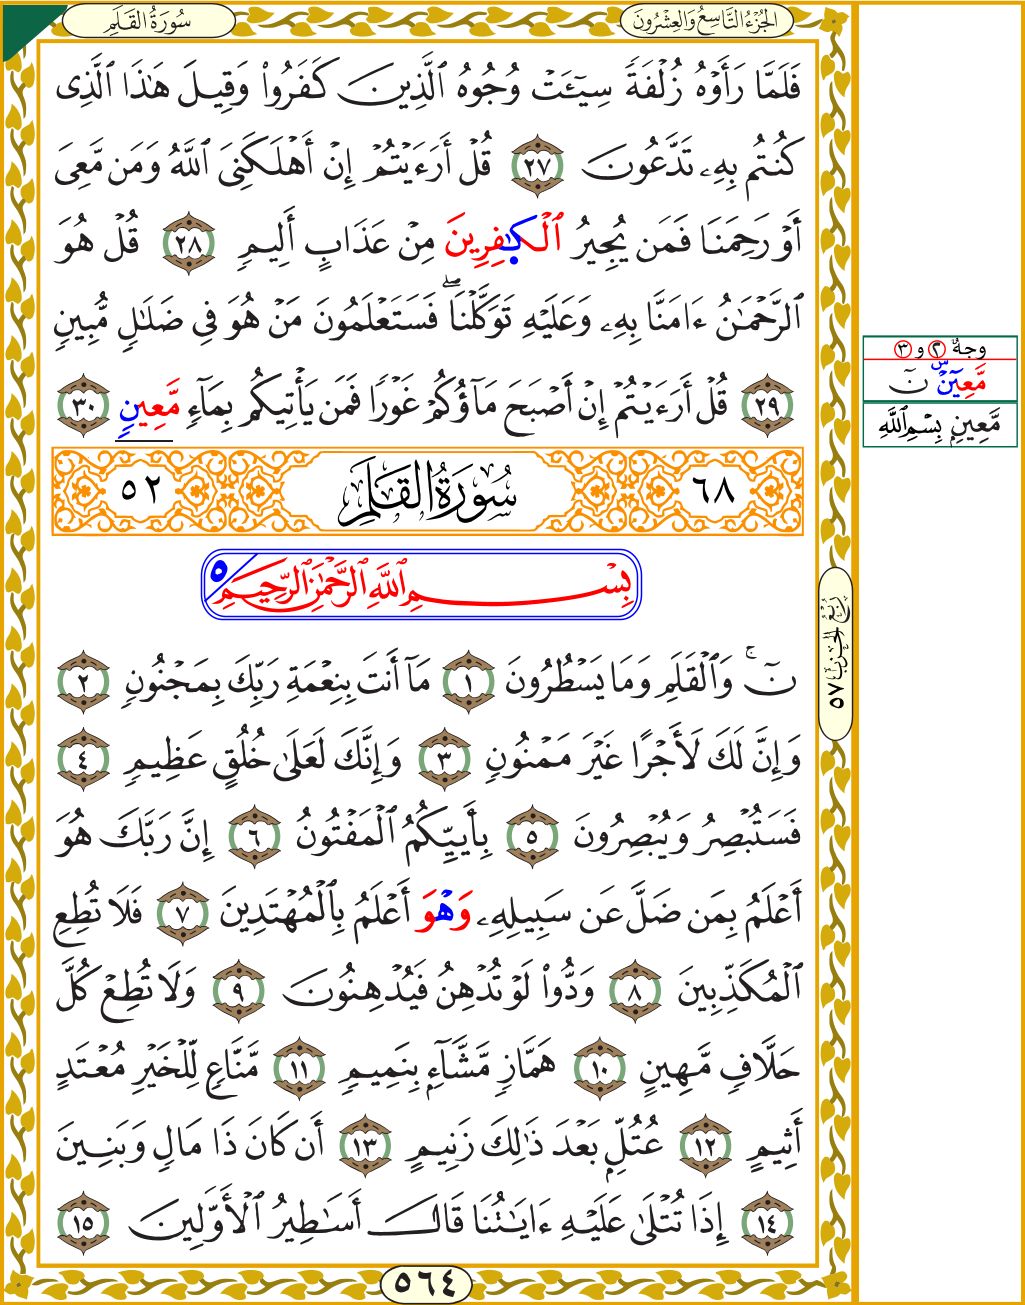 سُورَةُ القَلَمِ
الجُزْءُ التَّاسِعُ وَالعِشْرُونَ
فَلَمَّا رَأَوْهُ زُلْفَةً سِيٓـَٔتْ وُجُوهُ ٱلَّذِينَ كَفَرُوا۟ وَقِيلَ هَـٰذَا ٱلَّذِى
كُنتُم بِهِۦ تَدَّعُونَ ٢٧ قُلْ أَرَءَيْتُمْ إِنْ أَهْلَكَنِىَ ٱللَّهُ وَمَن مَّعِىَ
أَوْ رَحِمَنَا فَمَن يُجِيرُ ٱلْكَـٰفِرِينَ مِنْ عَذَابٍ أَلِيمٍ ٢٨ قُلْ هُوَ
ٱلرَّحْمَـٰنُ ءَامَنَّا بِهِۦ وَعَلَيْهِ تَوَكَّلْنَا ۖ فَسَتَعْلَمُونَ مَنْ هُوَ فِى ضَلَـٰلٍ مُّبِينٍ
٢٩ قُلْ أَرَءَيْتُمْ إِنْ أَصْبَحَ مَآؤُكُمْ غَوْرًا فَمَن يَأْتِيكُم بِمَآءٍ مَّعِينٍ ٣٠
٦٨ سُورَةُ القَلَمِ ٥٢
بِسْمِ ٱللَّهِ ٱلرَّحْمَـٰنِ ٱلرَّحِيمِ ٥
نٓ ۚ وَٱلْقَلَمِ وَمَا يَسْطُرُونَ ١ مَآ أَنتَ بِنِعْمَةِ رَبِّكَ بِمَجْنُونٍ ٢
وَإِنَّ لَكَ لَأَجْرًا غَيْرَ مَمْنُونٍ ٣ وَإِنَّكَ لَعَلَىٰ خُلُقٍ عَظِيمٍ ٤
فَسَتُبْصِرُ وَيُبْصِرُونَ ٥ بِأَييِّكُمُ ٱلْمَفْتُونُ ٦ إِنَّ رَبَّكَ هُوَ
أَعْلَمُ بِمَن ضَلَّ عَن سَبِيلِهِۦ وَهْوَ أَعْلَمُ بِٱلْمُهْتَدِينَ ٧ فَلَا تُطِعِ
ٱلْمُكَذِّبِينَ ٨ وَدُّوا۟ لَوْ تُدْهِنُ فَيُدْهِنُونَ ٩ وَلَا تُطِعْ كُلَّ
حَلَّافٍ مَّهِينٍ ١٠ هَمَّازٍ مَّشَّآءٍ بِنَمِيمٍ ١١ مَّنَّاعٍ لِّلْخَيْرِ مُعْتَدٍ
أَثِيمٍ ١٢ عُتُلٍّ بَعْدَ ذَٰلِكَ زَنِيمٍ ١٣ أَن كَانَ ذَا مَالٍ وَبَنِينَ
١٤ إِذَا تُتْلَىٰ عَلَيْهِ ءَايَـٰتُنَا قَالَ أَسَـٰطِيرُ ٱلْأَوَّلِينَ ١٥
٥٦٤
رُبُعُ الحِزْبِ ٥٧
وجهٌ ٢ و ٣
مَّعِينٍۜ نٓ
مَّعِينٍ بِسْمِ ٱللَّهِ